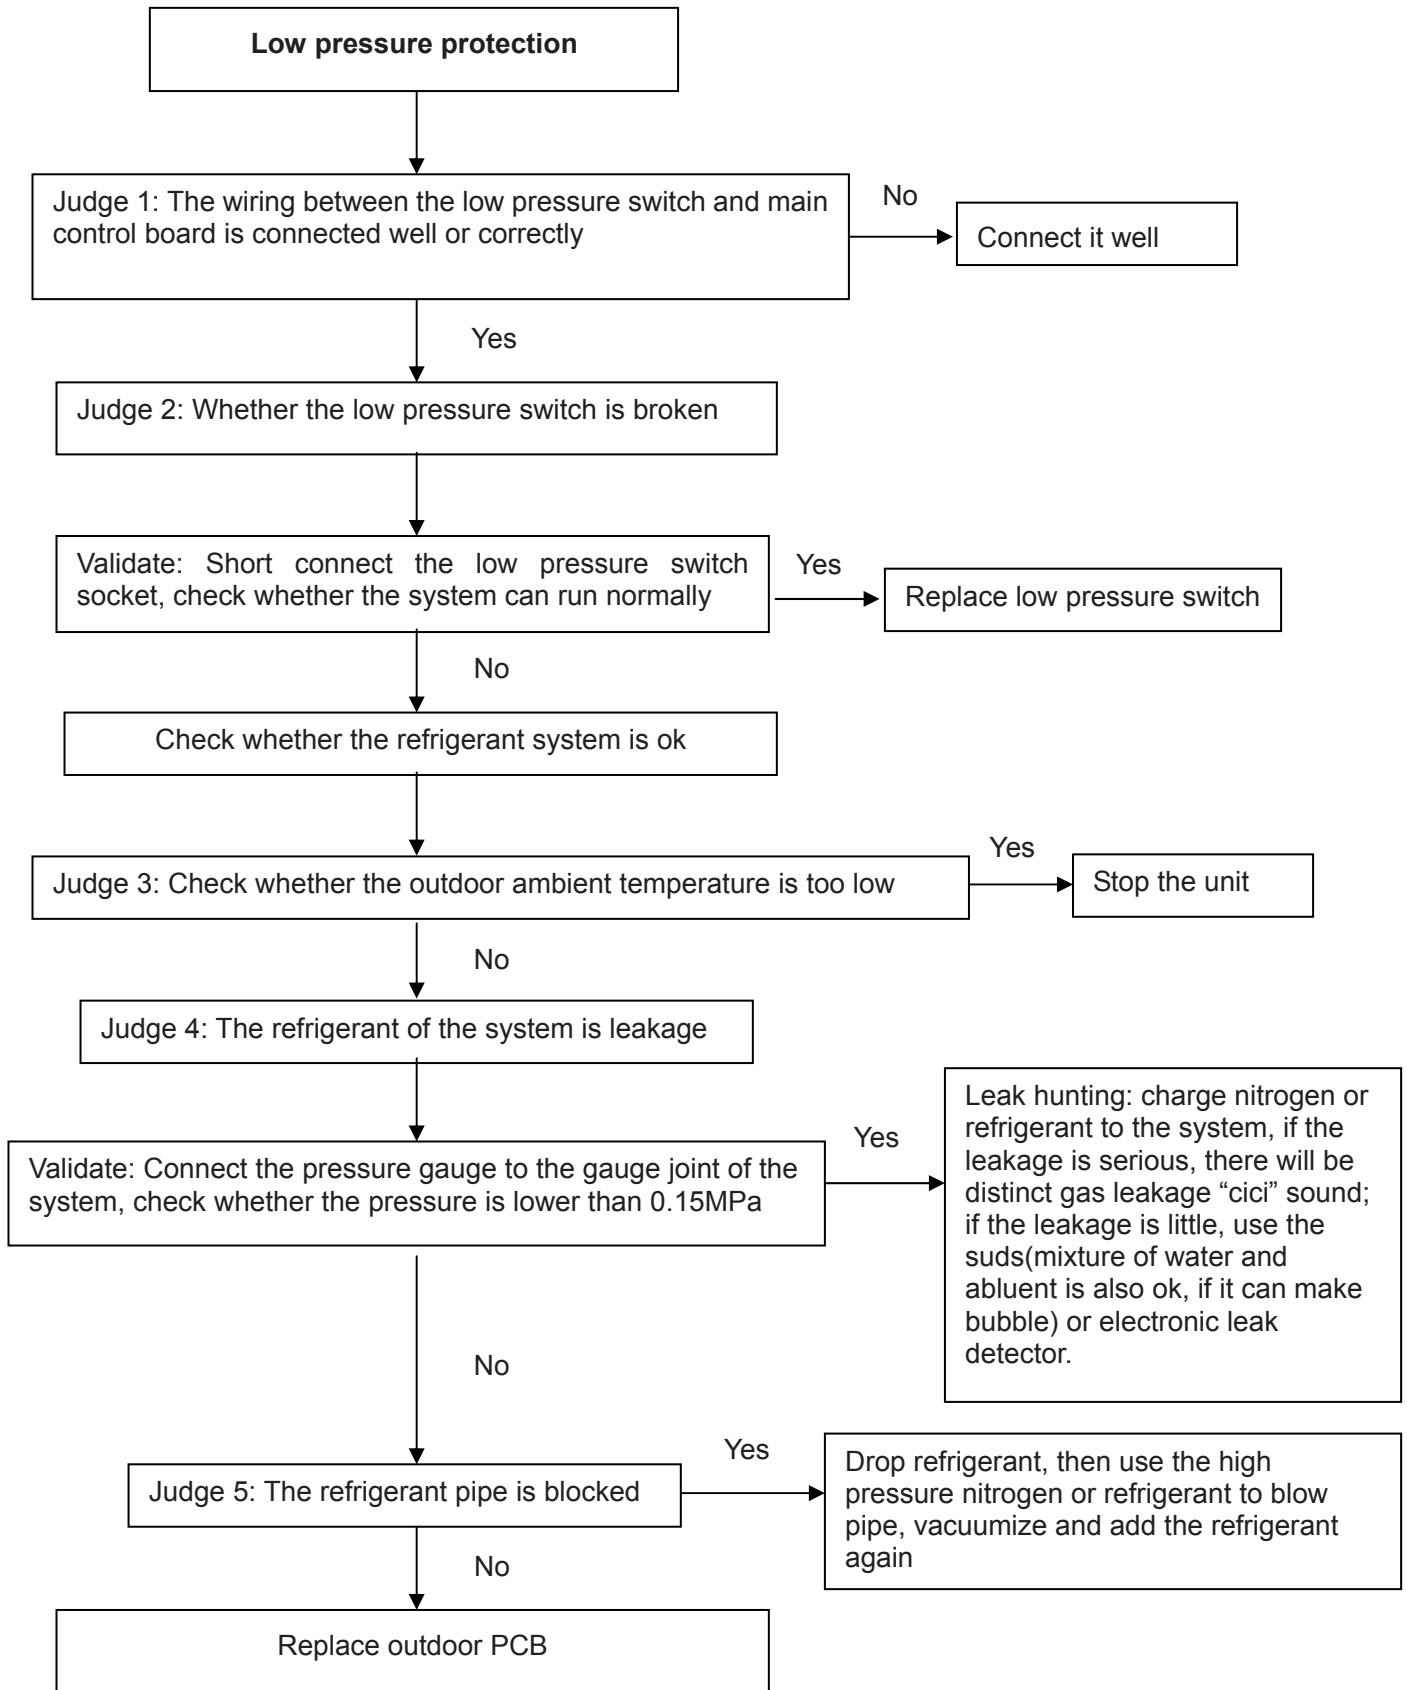 Low pressure protection
Judge 1: The wiring between the low pressure switch and main
control board is connected well or correctly
No
Connect it well
Yes
Judge 2: Whether the low pressure switch is broken
Validate: Short connect the low pressure switch
socket, check whether the system can run normally
Yes
Replace low pressure switch
No
Check whether the refrigerant system is ok
Judge 3: Check whether the outdoor ambient temperature is too low
Yes
Stop the unit
No
Judge 4: The refrigerant of the system is leakage
Validate: Connect the pressure gauge to the gauge joint of the
system, check whether the pressure is lower than 0.15MPa
Yes
Leak hunting: charge nitrogen or
refrigerant to the system, if the
leakage is serious, there will be
distinct gas leakage “cici” sound;
if the leakage is little, use the
suds(mixture of water and
abluent is also ok, if it can make
bubble) or electronic leak
detector.
No
Judge 5: The refrigerant pipe is blocked
Yes
Drop refrigerant, then use the high
pressure nitrogen or refrigerant to blow
pipe, vacuumize and add the refrigerant
again
No
Replace outdoor PCB